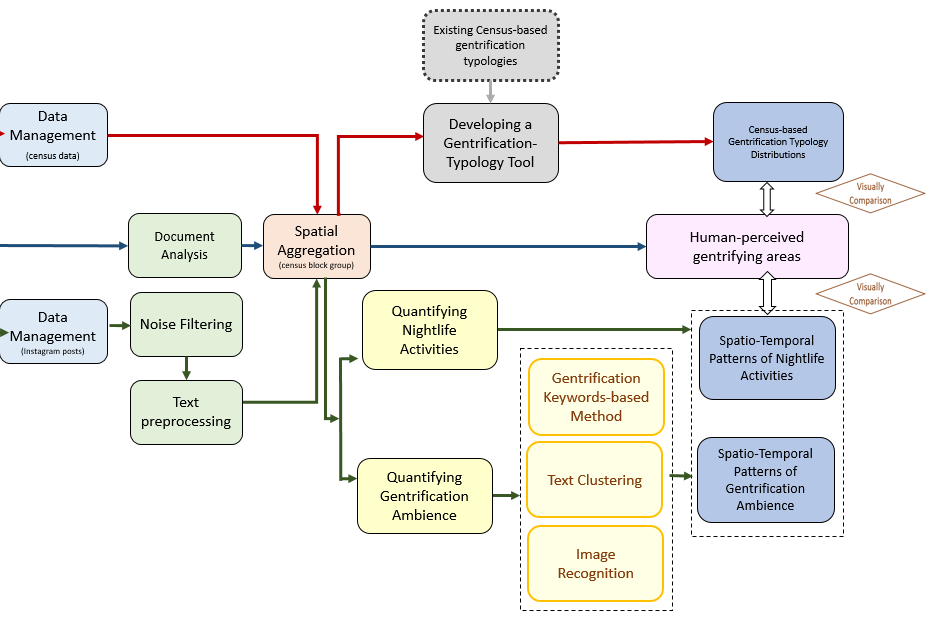 Existing Census-based
gentrification
typologies
Data
Management
(census data)
Developing a
Gentrification-
Typology Tool
Census-based
Gentrification Typology
Distributions
Visually
Comparison
Document
Analysis
Spatial
Aggregation
(census block group)
Human-perceived
gentrifying areas
Visually
Comparison
Data
Management
(Instagram posts)
Noise Filtering
Quantifying
Nightlife
Activities
Spatio-Temporal
Patterns of Nightlife
Activities
Gentrification
Keywords-based
Method
Text
preprocessing
Quantifying
Gentrification
Ambience
Text Clustering
Spatio-Temporal
Patterns of
Gentrification
Ambience
Image
Recognition